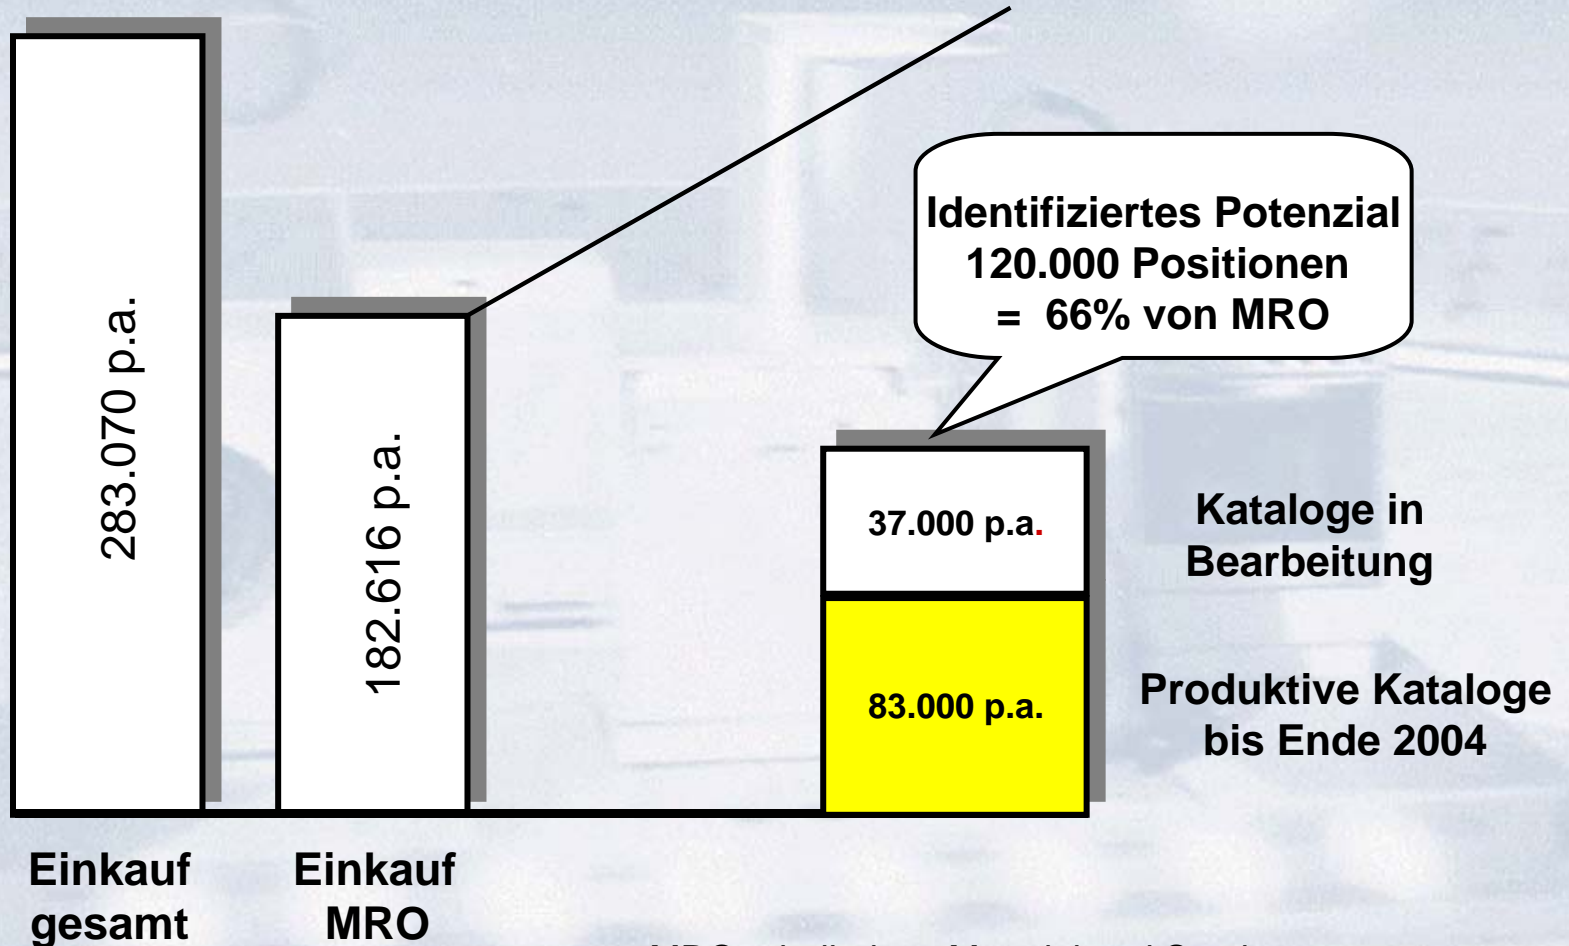 283.070 p.a.
182.616 p.a.
Identifiziertes Potenzial
120.000 Positionen
= 66% von MRO
37.000 p.a.
Kataloge in
Bearbeitung
83.000 p.a.
Produktive Kataloge
bis Ende 2004
Einkauf
gesamt
Einkauf
MRO